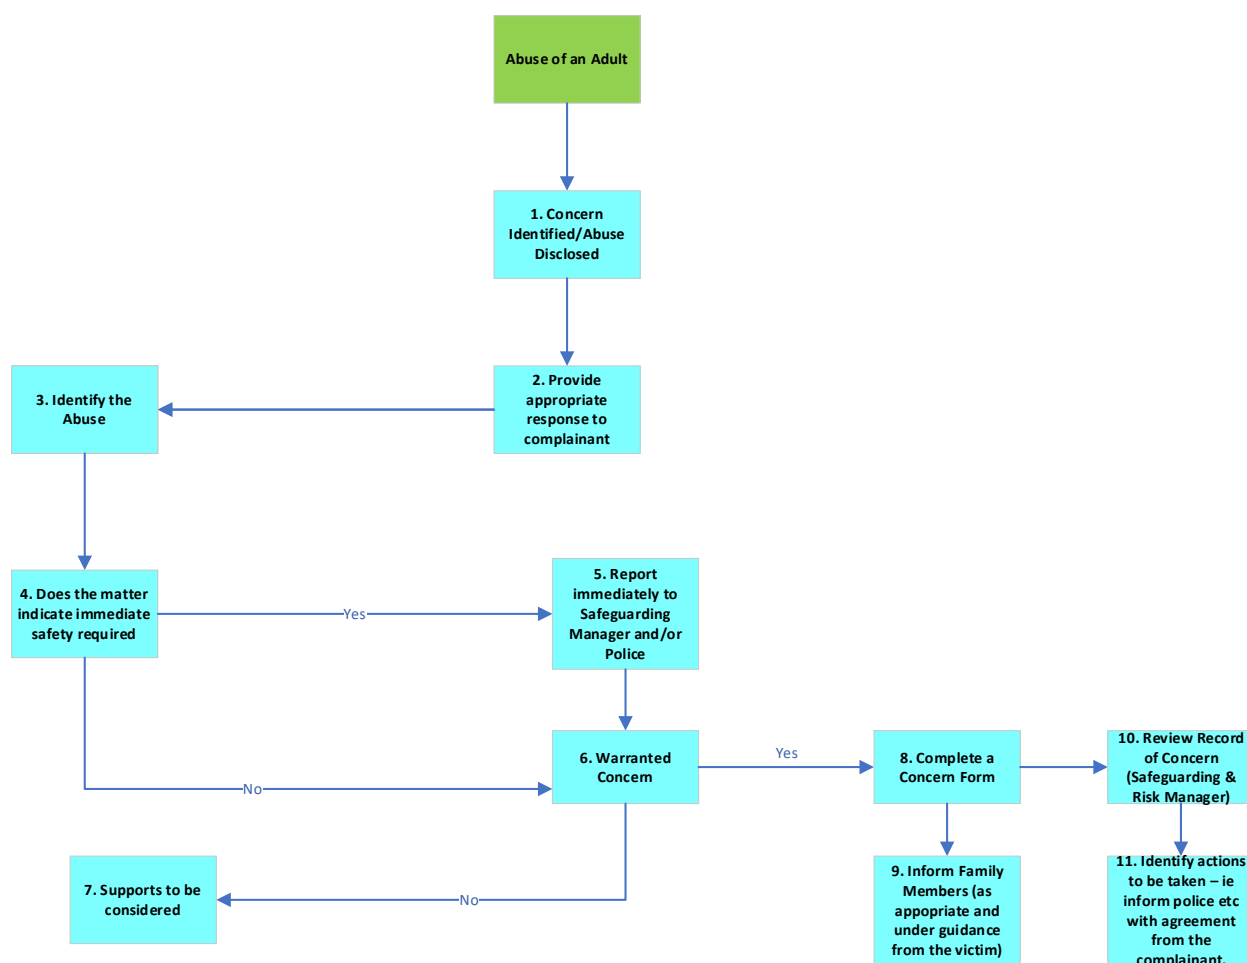 Abuse of an Adult
1. Concern
Identified/Abuse
Disclosed
2. Provide
appropriate
response to
complainant
3. Identify the
Abuse
4. Does the matter
indicate immediate
safety required
Yes
5. Report
immediately to
Safeguarding
Manager and/or
Police
No
6. Warranted
Concern
Yes
8. Complete a
Concern Form
10. Review Record
of Concern
(Safeguarding &
Risk Manager)
7. Supports to be
considered
No
9. Inform Family
Members (as
appopriate and
under guidance
from the victim)
11. Identify actions
to be taken – ie
inform police etc
with agreement
from the
complainant.